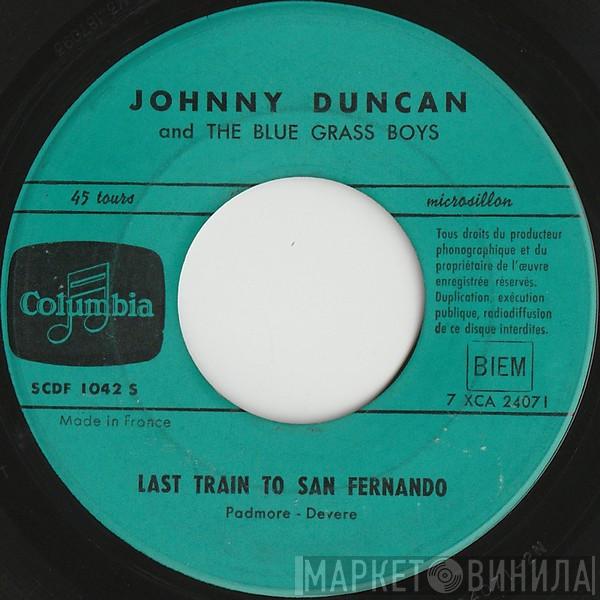 JOHNNY DUNCAN
and THE BLUE GRASS BOYS
45 tours
microsillon
Columbia
Tous droits du producteur
phonographique et du
propriétaire de l'œuvre
enregistrée réservés.
Duplication, exécution
publique, radiodiffusion
de ce disque interdites.
BIEM
SCDF 1042 S
7 XCA 24071
Made in France
LAST TRAIN TO SAN FERNANDO
Padmore - Devere
МАРКЕТ ВИНИЛА